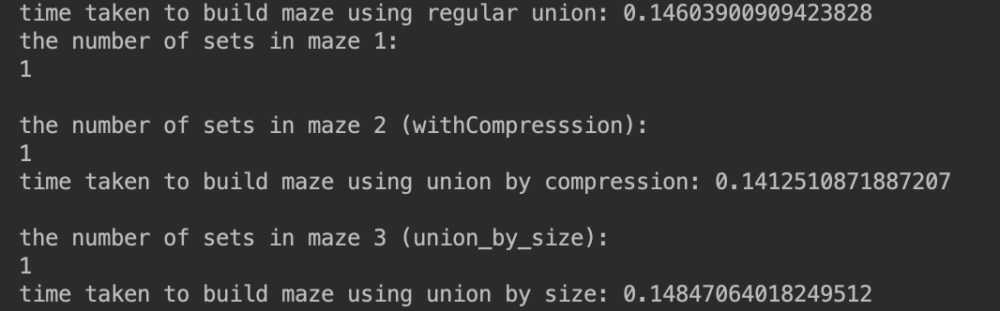 time taken to build maze using regular union: 0.14603900909423828
the number of sets in maze 1:
1
the number of sets in maze 2 (withCompresssion):
1
time taken to build maze using union by compression: 0.1412510871887207
the number of sets in maze 3 (union_by_size):
1
time taken to build maze using union by size: 0.14847064018249512